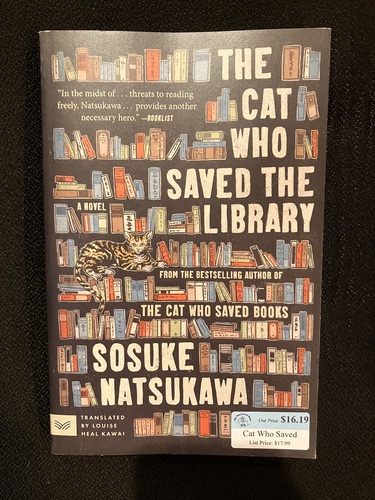 THE
CAT
WHO
SAVED THE
LIBRARY
"In the midst of . . . threats to reading
freely, Natsukawa . . . provides another
necessary hero." —BOOKLIST
A NOVEL
FROM THE BESTSELLING AUTHOR OF
THE CAT WHO SAVED BOOKS
SOSUKE
NATSUKAWA
TRANSLATED
BY LOUISE
HEAL KAWAI
Our Price: $16.19
Cat Who Saved
List Price: $17.99